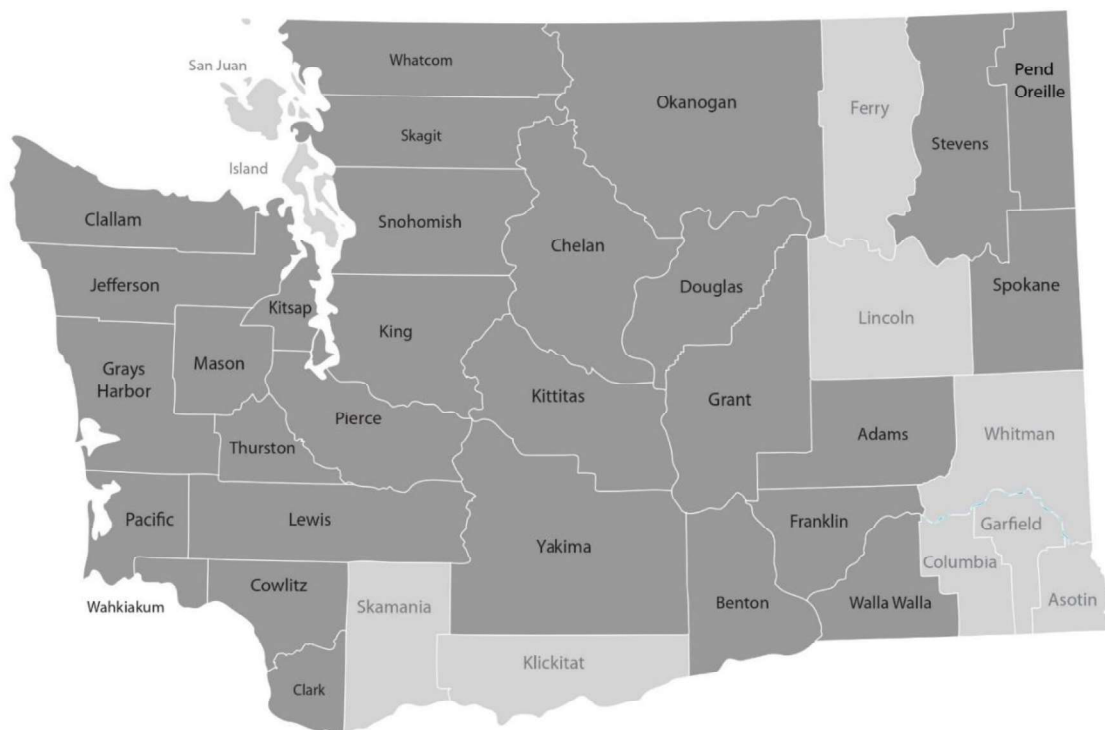 Whatcom
San Juan
Okanogan
Ferry
Pend
Oreille
Skagit
Stevens
Island
Clallam
Snohomish
Chelan
Jefferson
Douglas
Spokane
Kitsap
King
Lincoln
Mason
Grays
Harbor
Kittitas
Grant
Pierce
Adams
Whitman
Thurston
Pacific
Lewis
Franklin
Garfield
Yakima
Columbia
Cowlitz
Wahkiakum
Skamania
Benton
Walla Walla
Asotin
Klickitat
Clark